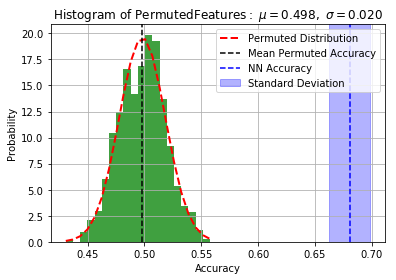 Histogram of PermutedFeatures : μ = 0.498, σ = 0.020
Permuted Distribution
Mean Permuted Accuracy
NN Accuracy
Standard Deviation
Probability
20.0
17.5
15.0
12.5
10.0
7.5
5.0
2.5
0.0
0.45 0.50 0.55 0.60 0.65 0.70
Accuracy